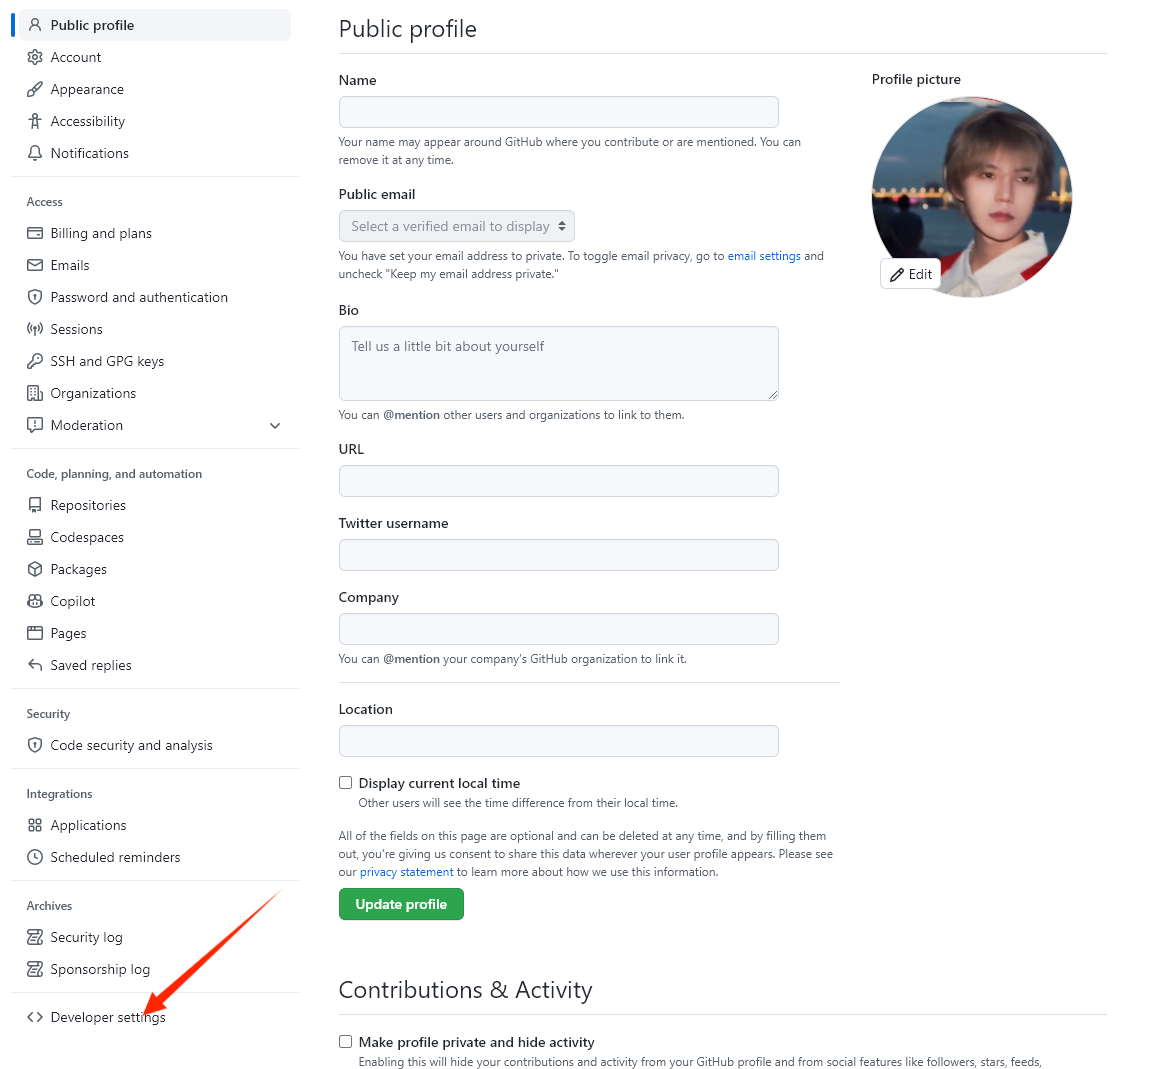 Public profile
Account
Appearance
Accessibility
Notifications
Access
Billing and plans
Emails
Password and authentication
Sessions
SSH and GPG keys
Organizations
Moderation
Code, planning, and automation
Repositories
Codespaces
Packages
Copilot
Pages
Saved replies
Security
Code security and analysis
Integrations
Applications
Scheduled reminders
Archives
Security log
Sponsorship log
Developer settings
Public profile
Name
Your name may appear around GitHub where you contribute or are mentioned. You can
remove it at any time.
Public email
Select a verified email to display
You have set your email address to private. To toggle email privacy, go to email settings and
uncheck "Keep my email address private."
Bio
Tell us a little bit about yourself
You can @mention other users and organizations to link to them.
URL
Twitter username
Company
You can @mention your company's GitHub organization to link it.
Location
Display current local time
Other users will see the time difference from their local time.
All of the fields on this page are optional and can be deleted at any time, and by filling them
out, you're giving us consent to share this data wherever your user profile appears. Please see
our privacy statement to learn more about how we use this information.
Update profile
Profile picture
Edit
Contributions & Activity
Make profile private and hide activity
Enabling this will hide your contributions and activity from your GitHub profile and from social features like followers, stars, feeds,